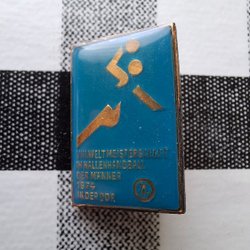 WELTMEISTERSCHAFT
IM HALLENHANDBALL
DER MÄNNER
1974
IN DER DDR